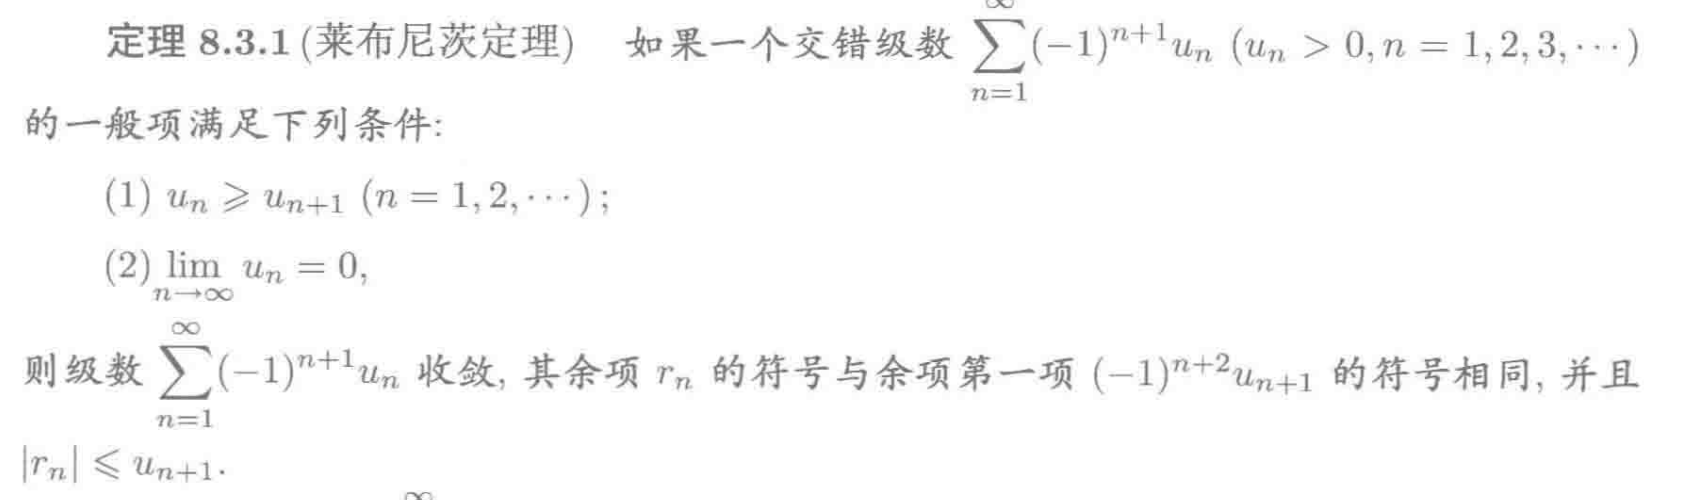 定理 8.3.1 (莱布尼茨定理) 如果一个交错级数 $\sum_{n=1}^{\infty}(-1)^{n+1}u_n$ $(u_n > 0, n = 1, 2, 3, \cdots)$
的一般项满足下列条件:
(1) $u_n \geqslant u_{n+1}$ $(n = 1, 2, \cdots)$;
(2) $\lim_{n\to\infty} u_n = 0$,
则级数 $\sum_{n=1}^{\infty}(-1)^{n+1}u_n$ 收敛, 其余项 $r_n$ 的符号与余项第一项 $(-1)^{n+2}u_{n+1}$ 的符号相同, 并且
$|r_n| \leqslant u_{n+1}$.
∞